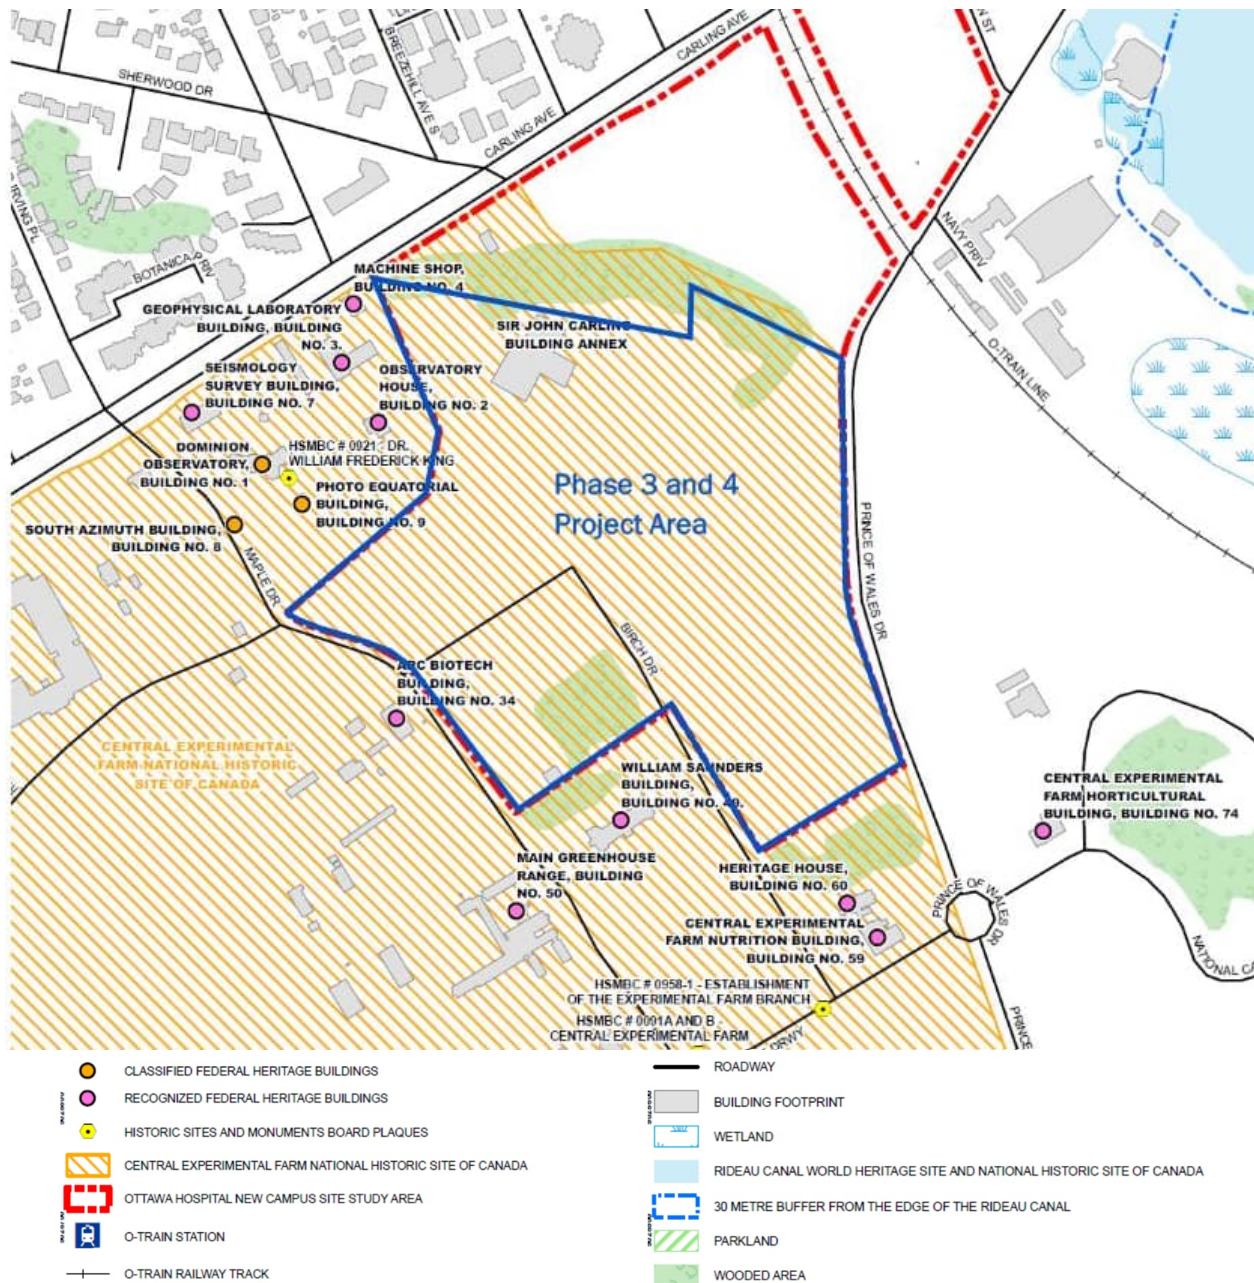 CARLING AVE
N ST
SHERWOOD DR
BREEZEHILL AVE S
CARLING AVE
IRVING PL
BOTANICA PRIV
NAVY PRIV
MACHINE SHOP,
BUILDING NO. 4
GEOPHYSICAL LABORATORY
BUILDING, BUILDING
NO. 3.
SIR JOHN CARLING
BUILDING ANNEX
O-TRAIN LINE
SEISMOLOGY
SURVEY BUILDING,
BUILDING NO. 7
OBSERVATORY
HOUSE,
BUILDING NO. 2
DOMINION
OBSERVATORY,
BUILDING NO. 1
HSMBC # 0921 - DR.
WILLIAM FREDERICK KING
PHOTO EQUATORIAL
BUILDING,
BUILDING NO. 9
Phase 3 and 4
Project Area
SOUTH AZIMUTH BUILDING,
BUILDING NO. 8
MAPLE DR
PRINCE OF WALES DR
BIRCH DR
ARC BIOTECH
BUILDING,
BUILDING NO. 34
CENTRAL EXPERIMENTAL
FARM NATIONAL HISTORIC
SITE OF CANADA
WILLIAM SAUNDERS
BUILDING,
BUILDING NO. 49.
CENTRAL EXPERIMENTAL
FARM HORTICULTURAL
BUILDING, BUILDING NO. 74
MAIN GREENHOUSE
RANGE, BUILDING
NO. 50
HERITAGE HOUSE,
BUILDING NO. 60
PRINCE OF WALES DR
CENTRAL EXPERIMENTAL
FARM NUTRITION BUILDING,
BUILDING NO. 59
NATIONAL CA
HSMBC # 0958-1 - ESTABLISHMENT
OF THE EXPERIMENTAL FARM BRANCH
HSMBC # 0001A AND B -
CENTRAL EXPERIMENTAL FARM
DRWY
PRINCE
CLASSIFIED FEDERAL HERITAGE BUILDINGS
RECOGNIZED FEDERAL HERITAGE BUILDINGS
HISTORIC SITES AND MONUMENTS BOARD PLAQUES
CENTRAL EXPERIMENTAL FARM NATIONAL HISTORIC SITE OF CANADA
OTTAWA HOSPITAL NEW CAMPUS SITE STUDY AREA
O-TRAIN STATION
O-TRAIN RAILWAY TRACK
ROADWAY
BUILDING FOOTPRINT
WETLAND
RIDEAU CANAL WORLD HERITAGE SITE AND NATIONAL HISTORIC SITE OF CANADA
30 METRE BUFFER FROM THE EDGE OF THE RIDEAU CANAL
PARKLAND
WOODED AREA